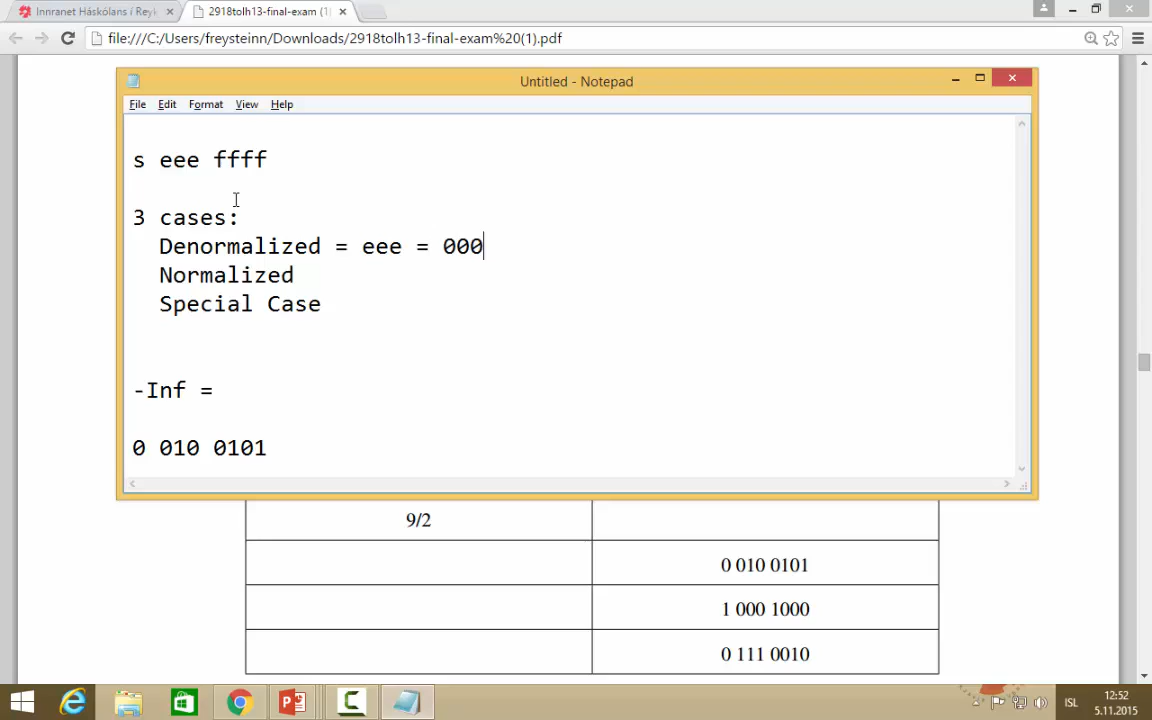 Innranet Háskólans í Reyk
2918tolh13-final-exam (1)
file:///C:/Users/freysteinn/Downloads/2918tolh13-final-exam%20(1).pdf
Untitled - Notepad
File Edit Format View Help
s eee ffff
3 cases:
Denormalized = eee = 000
Normalized
Special Case
-Inf =
0 010 0101
9/2
0 010 0101
1 000 1000
0 111 0010
ISL
12:52
5.11.2015